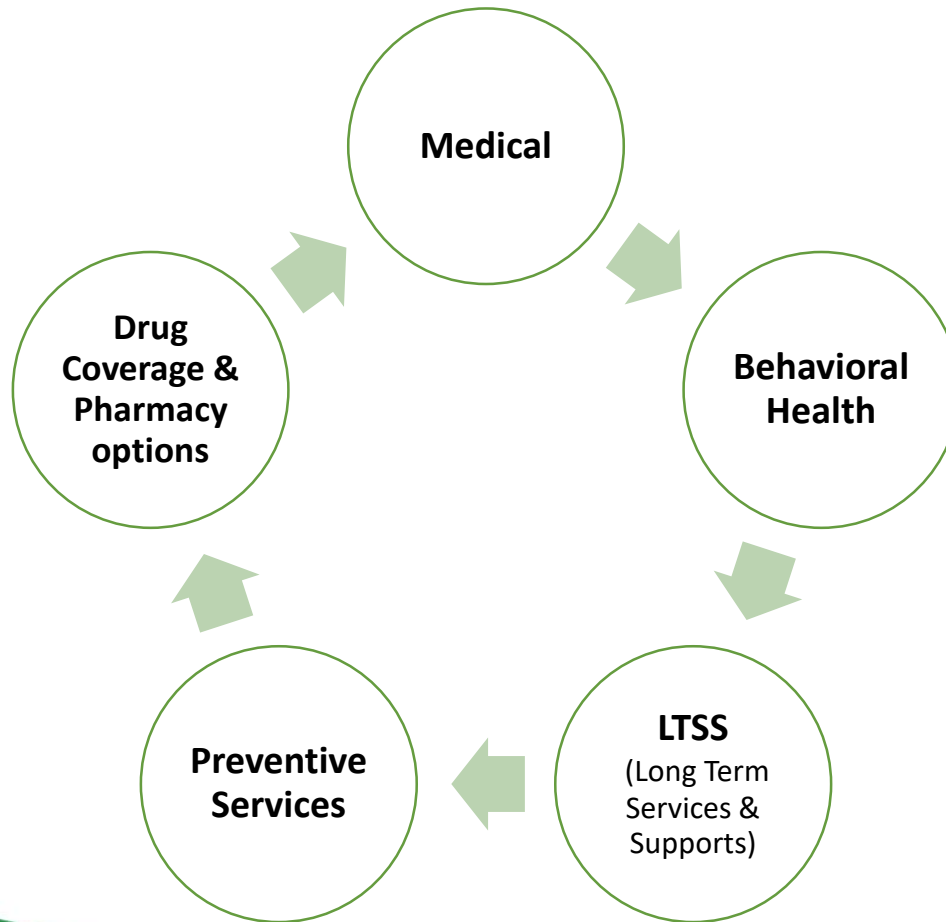 Medical
Behavioral
Health
LTSS
(Long Term
Services &
Supports)
Preventive
Services
Drug
Coverage &
Pharmacy
options